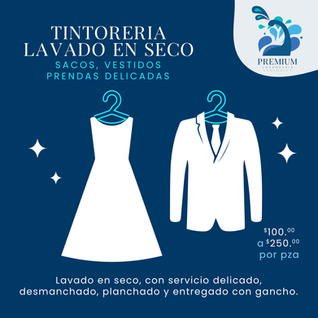 TINTORERIA
LAVADO EN SECO
SACOS, VESTIDOS
PRENDAS DELICADAS
PREMIUM
$100.00
a $250.00
por pza
Lavado en seco, con servicio delicado,
desmanchado, planchado y entregado con gancho.